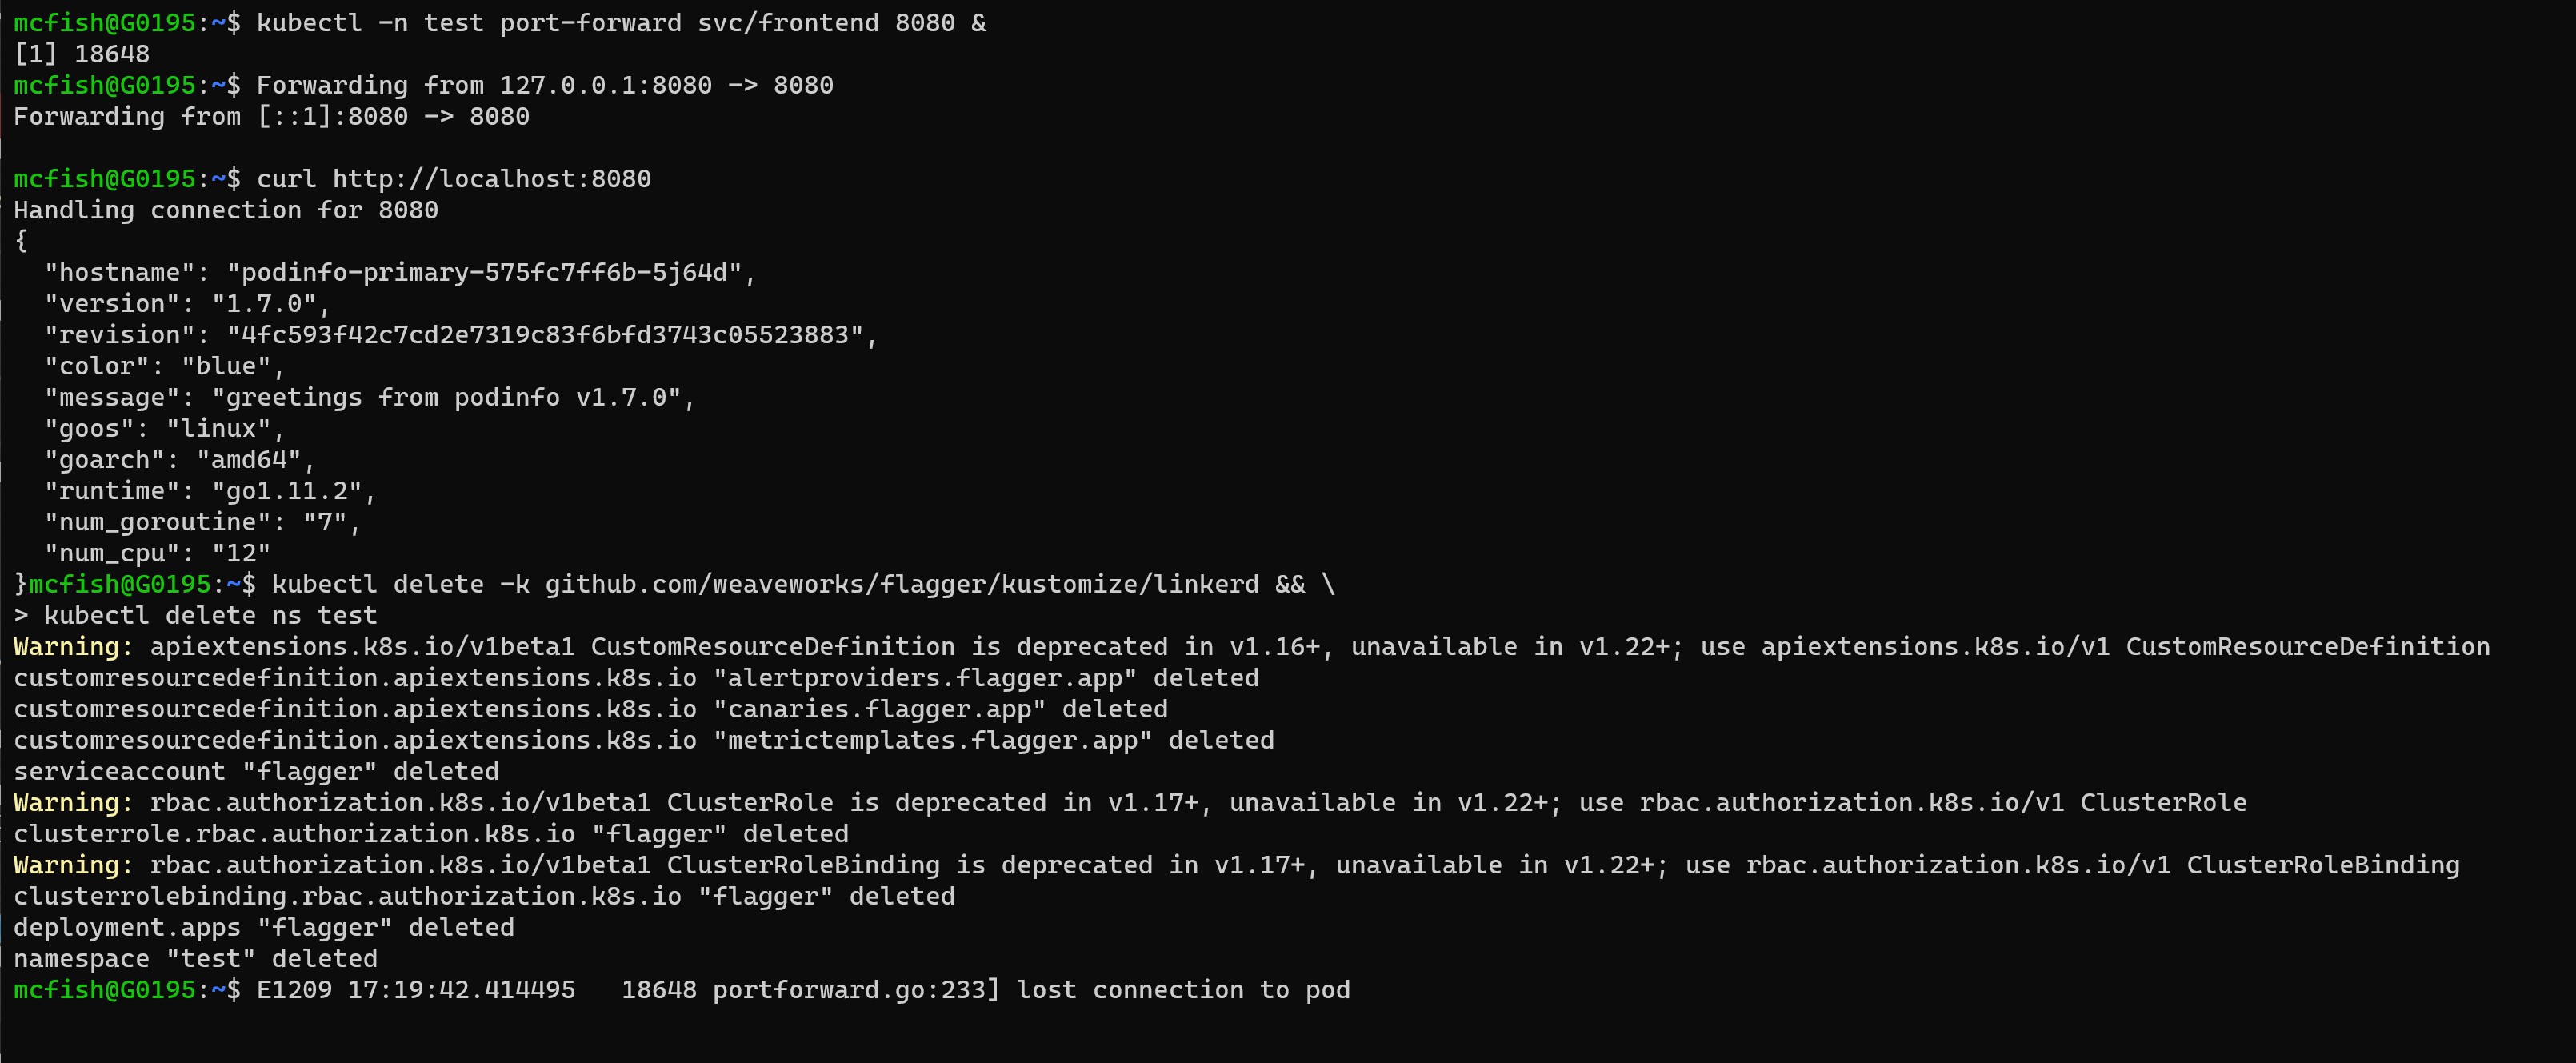 mcfish@G0195:~$ kubectl -n test port-forward svc/frontend 8080 &
[1] 18648
mcfish@G0195:~$ Forwarding from 127.0.0.1:8080 -> 8080
Forwarding from [::1]:8080 -> 8080

mcfish@G0195:~$ curl http://localhost:8080
Handling connection for 8080
{
  "hostname": "podinfo-primary-575fc7ff6b-5j64d",
  "version": "1.7.0",
  "revision": "4fc593f42c7cd2e7319c83f6bfd3743c05523883",
  "color": "blue",
  "message": "greetings from podinfo v1.7.0",
  "goos": "linux",
  "goarch": "amd64",
  "runtime": "go1.11.2",
  "num_goroutine": "7",
  "num_cpu": "12"
}mcfish@G0195:~$ kubectl delete -k github.com/weaveworks/flagger/kustomize/linkerd && \
> kubectl delete ns test
Warning: apiextensions.k8s.io/v1beta1 CustomResourceDefinition is deprecated in v1.16+, unavailable in v1.22+; use apiextensions.k8s.io/v1 CustomResourceDefinition
customresourcedefinition.apiextensions.k8s.io "alertproviders.flagger.app" deleted
customresourcedefinition.apiextensions.k8s.io "canaries.flagger.app" deleted
customresourcedefinition.apiextensions.k8s.io "metrictemplates.flagger.app" deleted
serviceaccount "flagger" deleted
Warning: rbac.authorization.k8s.io/v1beta1 ClusterRole is deprecated in v1.17+, unavailable in v1.22+; use rbac.authorization.k8s.io/v1 ClusterRole
clusterrole.rbac.authorization.k8s.io "flagger" deleted
Warning: rbac.authorization.k8s.io/v1beta1 ClusterRoleBinding is deprecated in v1.17+, unavailable in v1.22+; use rbac.authorization.k8s.io/v1 ClusterRoleBinding
clusterrolebinding.rbac.authorization.k8s.io "flagger" deleted
deployment.apps "flagger" deleted
namespace "test" deleted
mcfish@G0195:~$ E1209 17:19:42.414495   18648 portforward.go:233] lost connection to pod